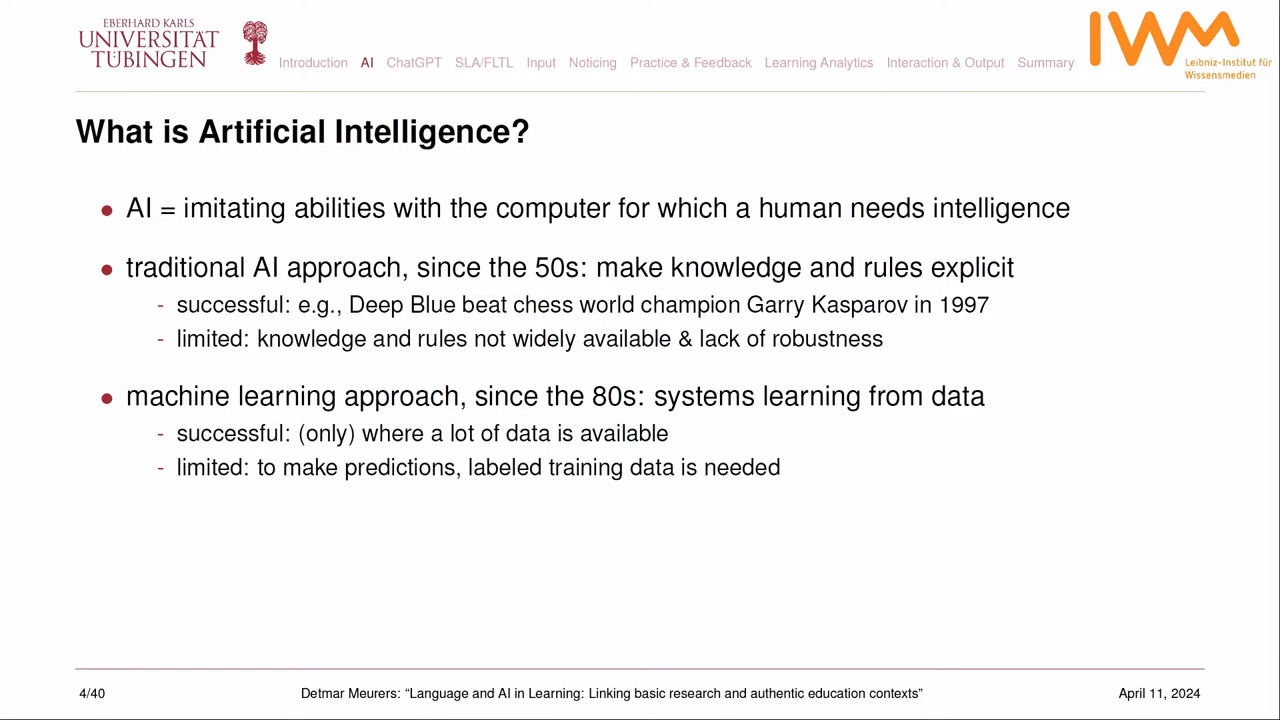 EBERHARD KARLS
UNIVERSITÄT
TÜBINGEN
Introduction AI ChatGPT SLA/FLTL Input Noticing Practice & Feedback Learning Analytics Interaction & Output Summary
IWM
Leibniz-Institut für
Wissensmedien
What is Artificial Intelligence?
• AI = imitating abilities with the computer for which a human needs intelligence
• traditional AI approach, since the 50s: make knowledge and rules explicit
- successful: e.g., Deep Blue beat chess world champion Garry Kasparov in 1997
- limited: knowledge and rules not widely available & lack of robustness
• machine learning approach, since the 80s: systems learning from data
- successful: (only) where a lot of data is available
- limited: to make predictions, labeled training data is needed
4/40 Detmar Meurers: “Language and AI in Learning: Linking basic research and authentic education contexts” April 11, 2024